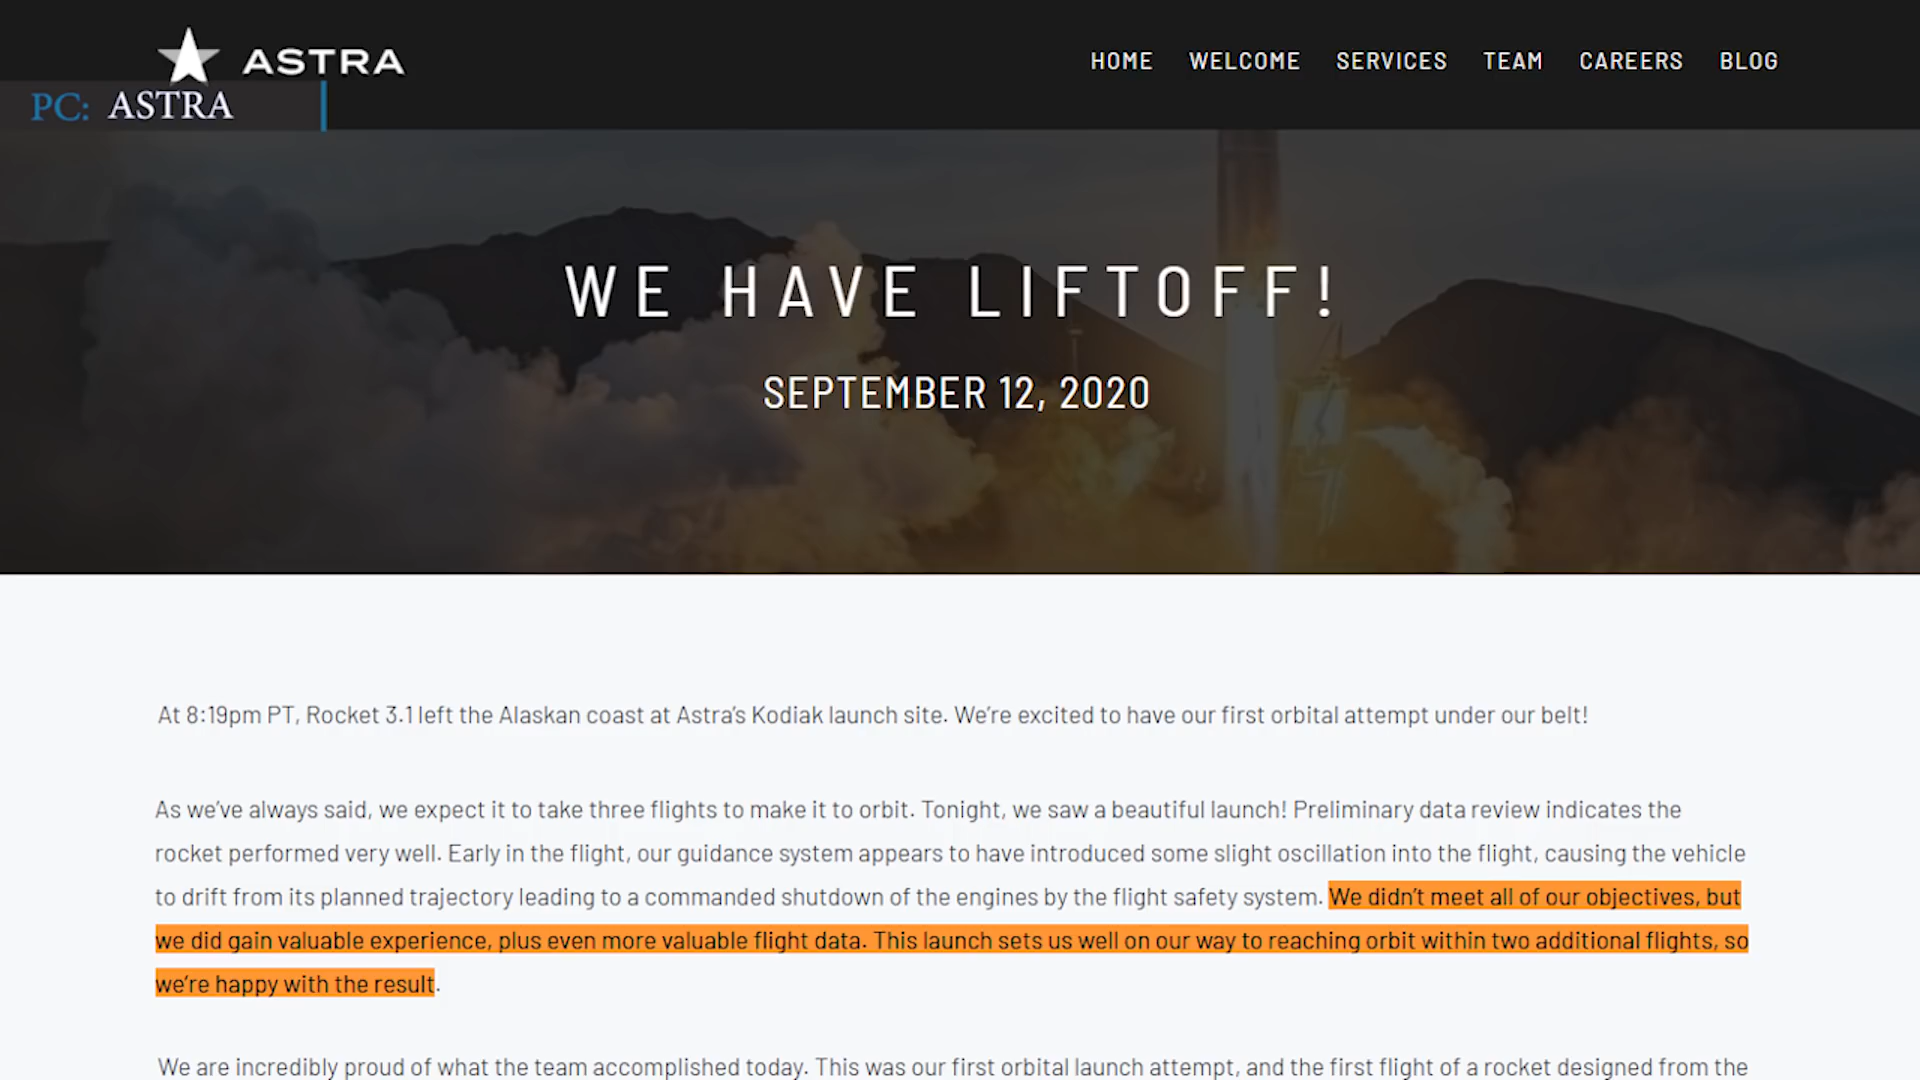 ASTRA
HOME WELCOME SERVICES TEAM CAREERS BLOG
PC: ASTRA
WE HAVE LIFTOFF!
SEPTEMBER 12, 2020
At 8:19pm PT, Rocket 3.1 left the Alaskan coast at Astra’s Kodiak launch site. We’re excited to have our first orbital attempt under our belt!
As we’ve always said, we expect it to take three flights to make it to orbit. Tonight, we saw a beautiful launch! Preliminary data review indicates the
rocket performed very well. Early in the flight, our guidance system appears to have introduced some slight oscillation into the flight, causing the vehicle
to drift from its planned trajectory leading to a commanded shutdown of the engines by the flight safety system. We didn’t meet all of our objectives, but
we did gain valuable experience, plus even more valuable flight data. This launch sets us well on our way to reaching orbit within two additional flights, so
we’re happy with the result.
We are incredibly proud of what the team accomplished today. This was our first orbital launch attempt, and the first flight of a rocket designed from the